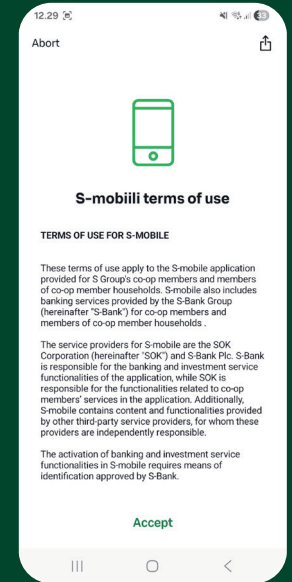 12.29
33
Abort
S-mobiili terms of use
TERMS OF USE FOR S-MOBILE
These terms of use apply to the S-mobile application
provided for S Group's co-op members and members
of co-op member households. S-mobile also includes
banking services provided by the S-Bank Group
(hereinafter "S-Bank") for co-op members and
members of co-op member households .
The service providers for S-mobile are the SOK
Corporation (hereinafter "SOK") and S-Bank Plc. S-Bank
is responsible for the banking and investment service
functionalities of the application, while SOK is
responsible for the functionalities related to co-op
members' services in the application. Additionally,
S-mobile contains content and functionalities provided
by other third-party service providers, for whom these
providers are independently responsible.
The activation of banking and investment service
functionalities in S-mobile requires means of
identification approved by S-Bank.
Accept